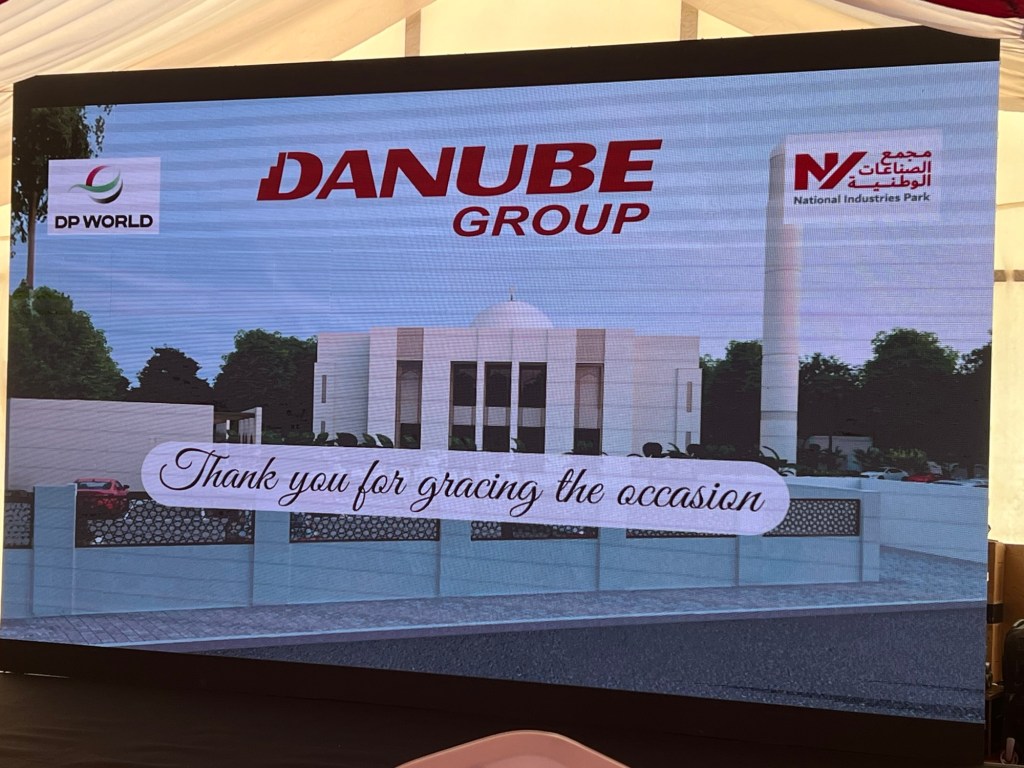 DP WORLD
DANUBE
GROUP
مجمع
الصناعات
الوطنية
National Industries Park
Thank you for gracing the occasion